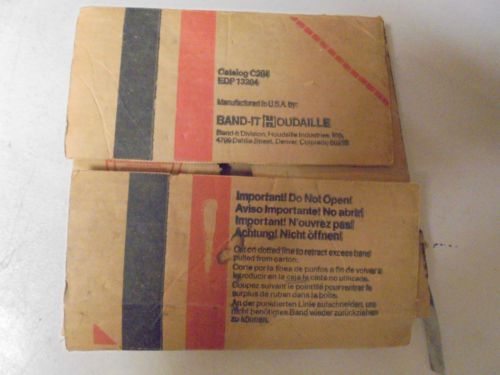 Catalog C256
EDP 13204
Manufactured in U.S.A. by:
BAND-IT HOUDAILLE
Band-It Division, Houdaille Industries, Inc.
4799 Dahlia Street, Denver, Colorado 80216
Important! Do Not Open!
Aviso Importante! No abrir!
Important! N'ouvrez pas!
Achtung! Nicht öffnen!
Cut on dotted line to retract excess band
pulled from carton.
Corte por la línea de puntos a fin de volver a
introducir en la caja la cinta no utilizada.
Coupez suivant le pointillé pour rentrer le
surplus de ruban dans la boîte.
An der punktierten Linie aufschneiden, um
nicht benötigtes Band wieder zurückziehen
zu können.